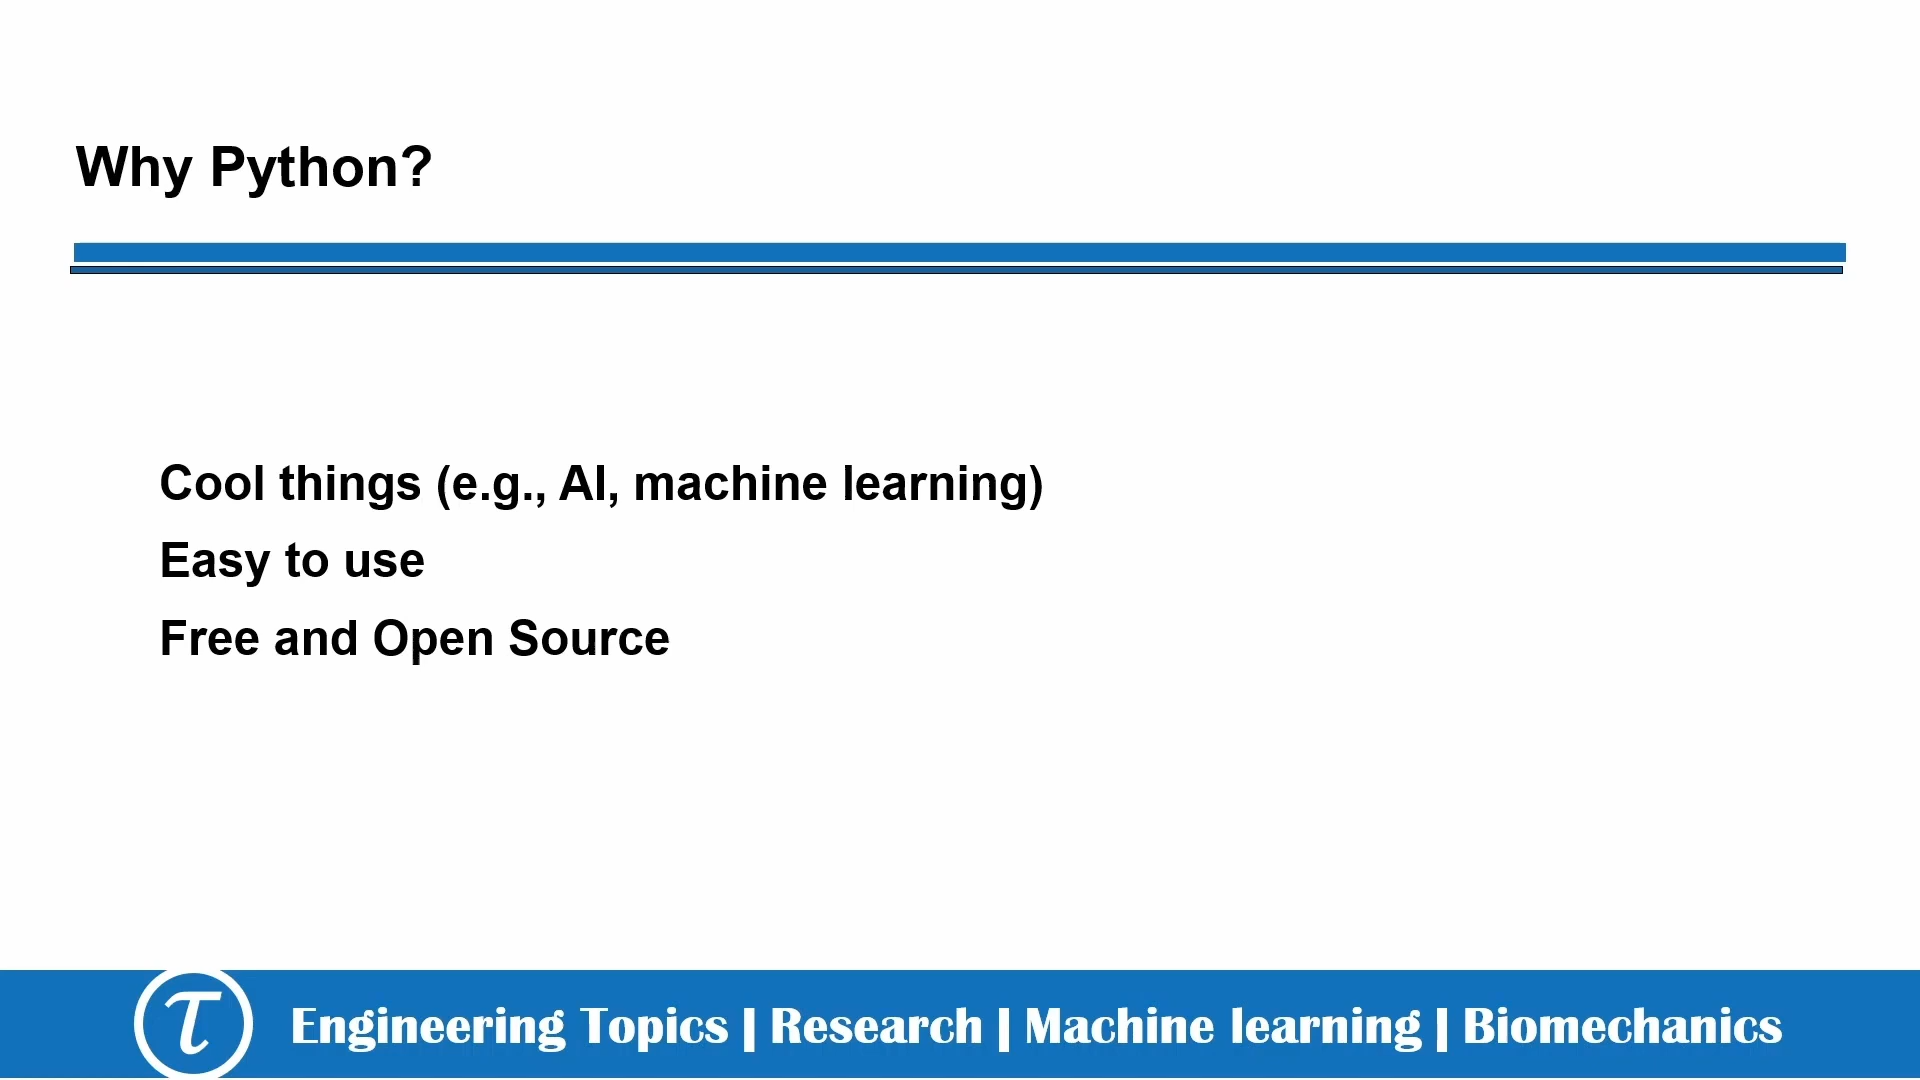 Why Python?
Cool things (e.g., AI, machine learning)
Easy to use
Free and Open Source
τ
Engineering Topics | Research | Machine learning | Biomechanics